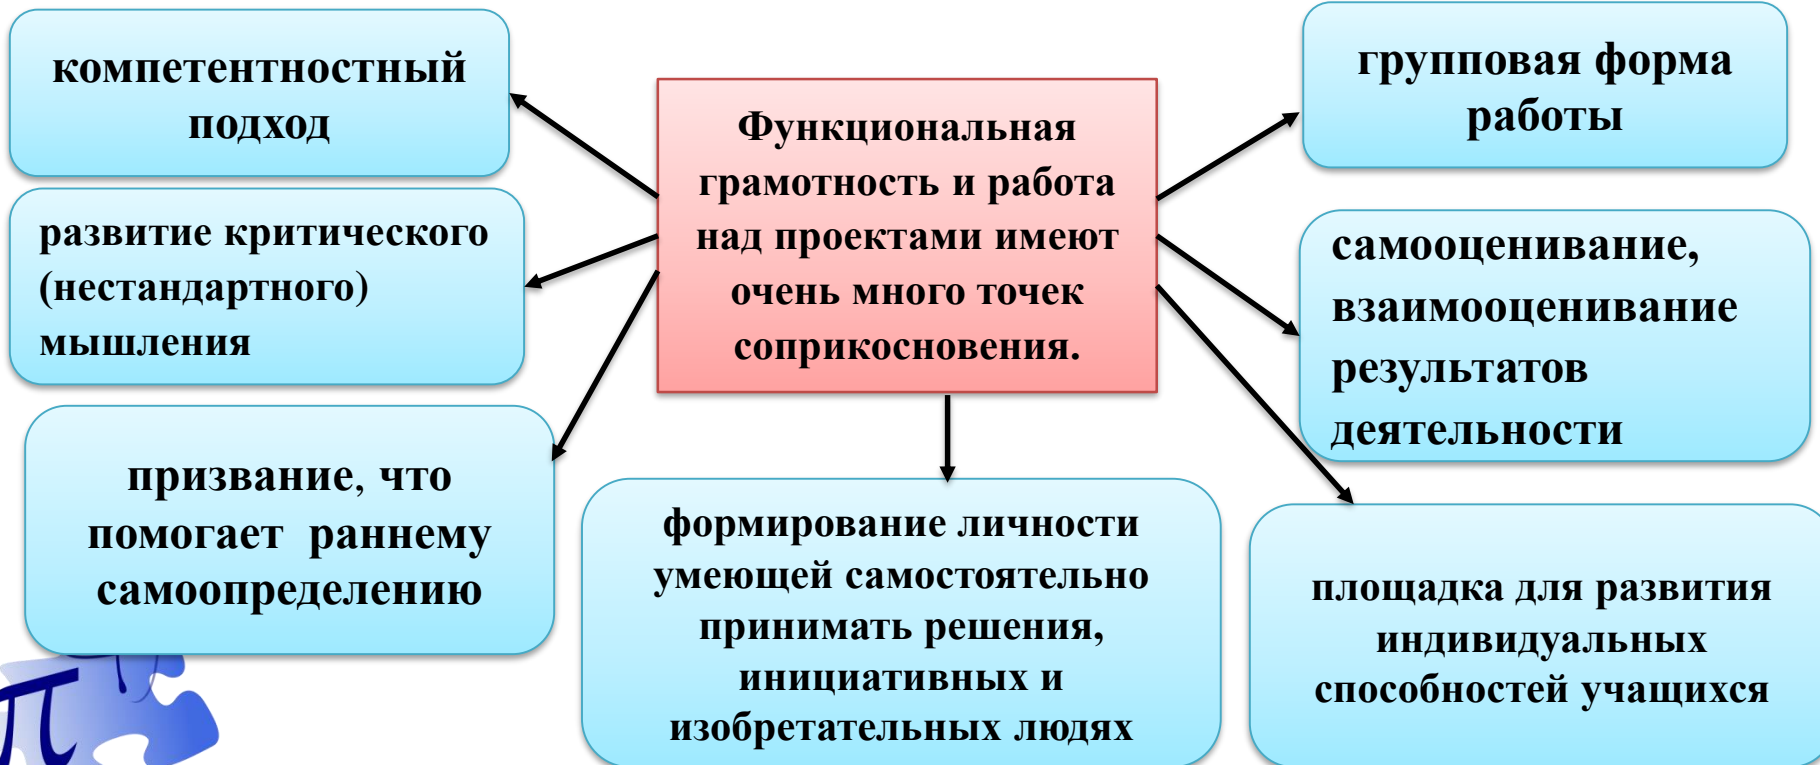 компетентностный
подход
развитие критического
(нестандартного)
мышления
призвание, что
помогает раннему
самоопределению
Функциональная
грамотность и работа
над проектами имеют
очень много точек
соприкосновения.
формирование личности
умеющей самостоятельно
принимать решения,
инициативных и
изобретательных людях
групповая форма
работы
самооценивание,
взаимооценивание
результатов
деятельности
площадка для развития
индивидуальных
способностей учащихся
π